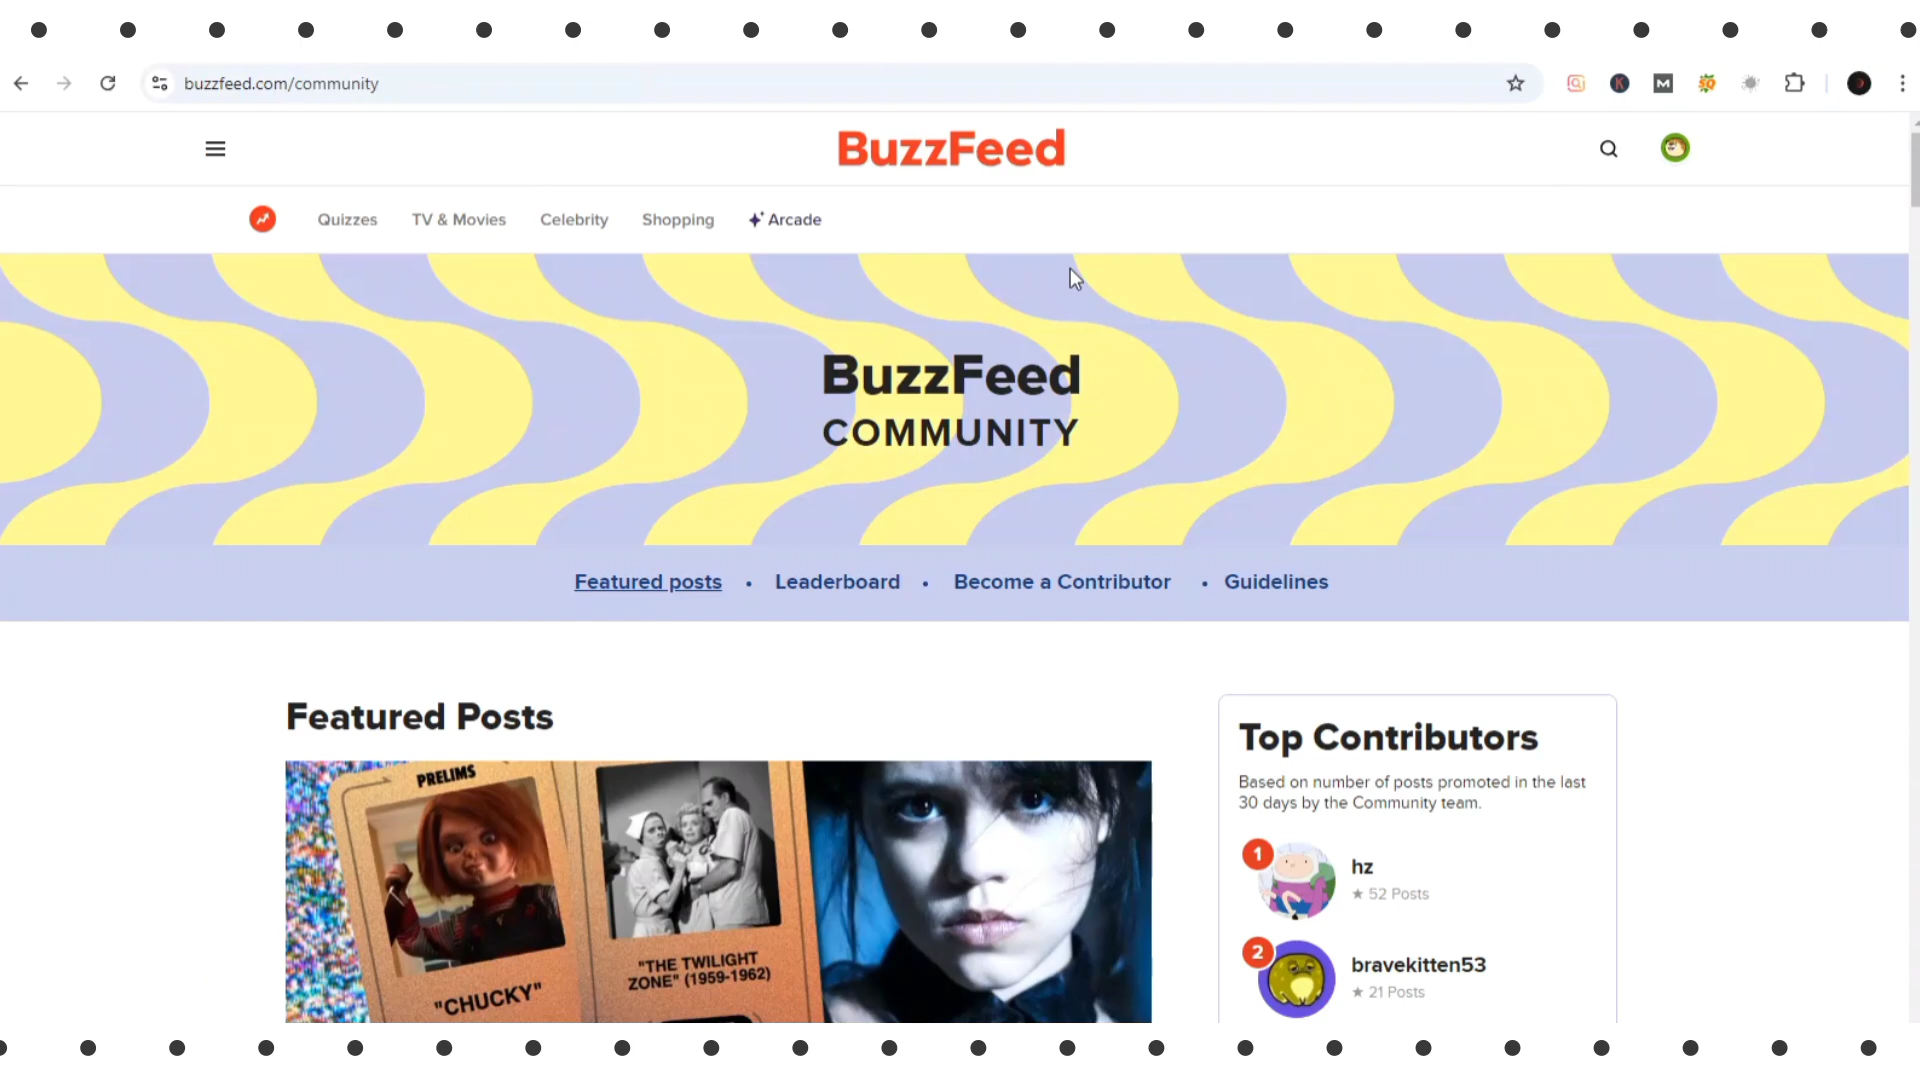 buzzfeed.com/community
BuzzFeed
Quizzes TV & Movies Celebrity Shopping Arcade
BuzzFeed
COMMUNITY
Featured posts • Leaderboard • Become a Contributor • Guidelines
Featured Posts
PRELIMS
"CHUCKY"
"THE TWILIGHT
ZONE" (1959-1962)
Top Contributors
Based on number of posts promoted in the last
30 days by the Community team.
1
hz
★ 52 Posts
2
bravekitten53
★ 21 Posts